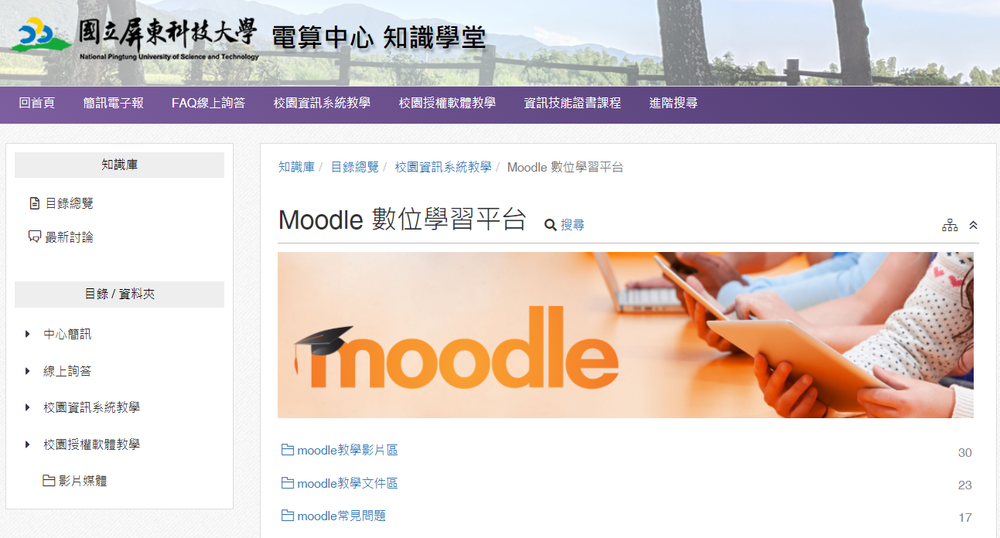 國立屏東科技大學 電算中心 知識學堂
National Pingtung University of Science and Technology
回首頁 簡訊電子報 FAQ線上詢答 校園資訊系統教學 校園授權軟體教學 資訊技能證書課程 進階搜尋
知識庫
目錄總覽
最新討論
目錄 / 資料夾
中心簡訊
線上詢答
校園資訊系統教學
校園授權軟體教學
影片媒體
知識庫 / 目錄總覽 / 校園資訊系統教學 / Moodle 數位學習平台
Moodle 數位學習平台 搜尋
moodle
moodle教學影片區 30
moodle教學文件區 23
moodle常見問題 17